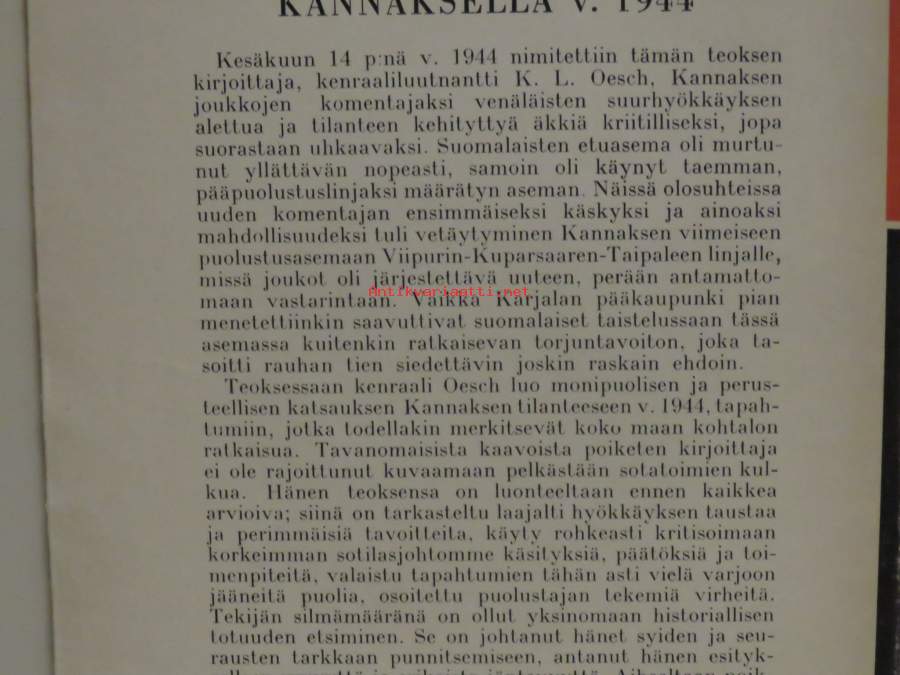 KANNAKSELLA v. 1944
Kesäkuun 14 p:nä v. 1944 nimitettiin tämän teoksen
kirjoittaja, kenraaliluutnantti K. L. Oesch, Kannaksen
joukkojen komentajaksi venäläisten suurhyökkäyksen
alettua ja tilanteen kehityttyä äkkiä kriitilliseksi, jopa
suorastaan uhkaavaksi. Suomalaisten etuasema oli murtu-
nut yllättävän nopeasti, samoin oli käynyt taemman,
pääpuolustuslinjaksi määrätyn aseman. Näissä olosuhteissa
uuden komentajan ensimmäiseksi käskyksi ja ainoaksi
mahdollisuudeksi tuli vetäytyminen Kannaksen viimeiseen
puolustusasemaan Viipurin-Kuparsaaren-Taipaleen linjalle,
missä joukot oli järjestettävä uuteen, perään antamatto-
maan vastarintaan. Vaikka Karjalan pääkaupunki pian
Antikvariaatti.net
menetettiinkin saavuttivat suomalaiset taistelussaan tässä
asemassa kuitenkin ratkaisevan torjuntavoiton, joka ta-
soitti rauhan tien siedettävin joskin raskain ehdoin.
Teoksessaan kenraali Oesch luo monipuolisen ja perus-
teellisen katsauksen Kannaksen tilanteeseen v. 1944, tapah-
tumiin, jotka todellakin merkitsevät koko maan kohtalon
ratkaisua. Tavanomaisista kaavoista poiketen kirjoittaja
ei ole rajoittunut kuvaamaan pelkästään sotatoimien kul-
kua. Hänen teoksensa on luonteeltaan ennen kaikkea
arvioiva; siinä on tarkasteltu laajalti hyökkäyksen taustaa
ja perimmäisiä tavoitteita, käyty rohkeasti kritisoimaan
korkeimman sotilasjohtomme käsityksiä, päätöksiä ja toi-
menpiteitä, valaistu tapahtumien tähän asti vielä varjoon
jääneitä puolia, osoitettu puolustajan tekemiä virheitä.
Tekijän silmämääränä on ollut yksinomaan historiallisen
totuuden etsiminen. Se on johtanut hänet syiden ja seu-
rausten tarkkaan punnitsemiseen, antanut hänen esityk-